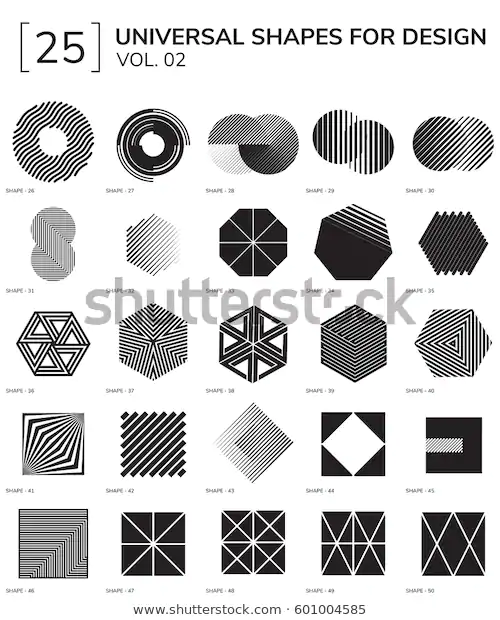 [25] UNIVERSAL SHAPES FOR DESIGN
VOL. 02
SHAPE - 26
SHAPE - 27
SHAPE - 28
SHAPE - 29
SHAPE - 30
SHAPE - 31
SHAPE - 32
SHAPE - 33
SHAPE - 34
SHAPE - 35
shutterstock
SHAPE - 36
SHAPE - 37
SHAPE - 38
SHAPE - 39
SHAPE - 40
SHAPE - 41
SHAPE - 42
SHAPE - 43
SHAPE - 44
SHAPE - 45
SHAPE - 46
SHAPE - 47
SHAPE - 48
SHAPE - 49
SHAPE - 50
shutterstock.com · 601004585